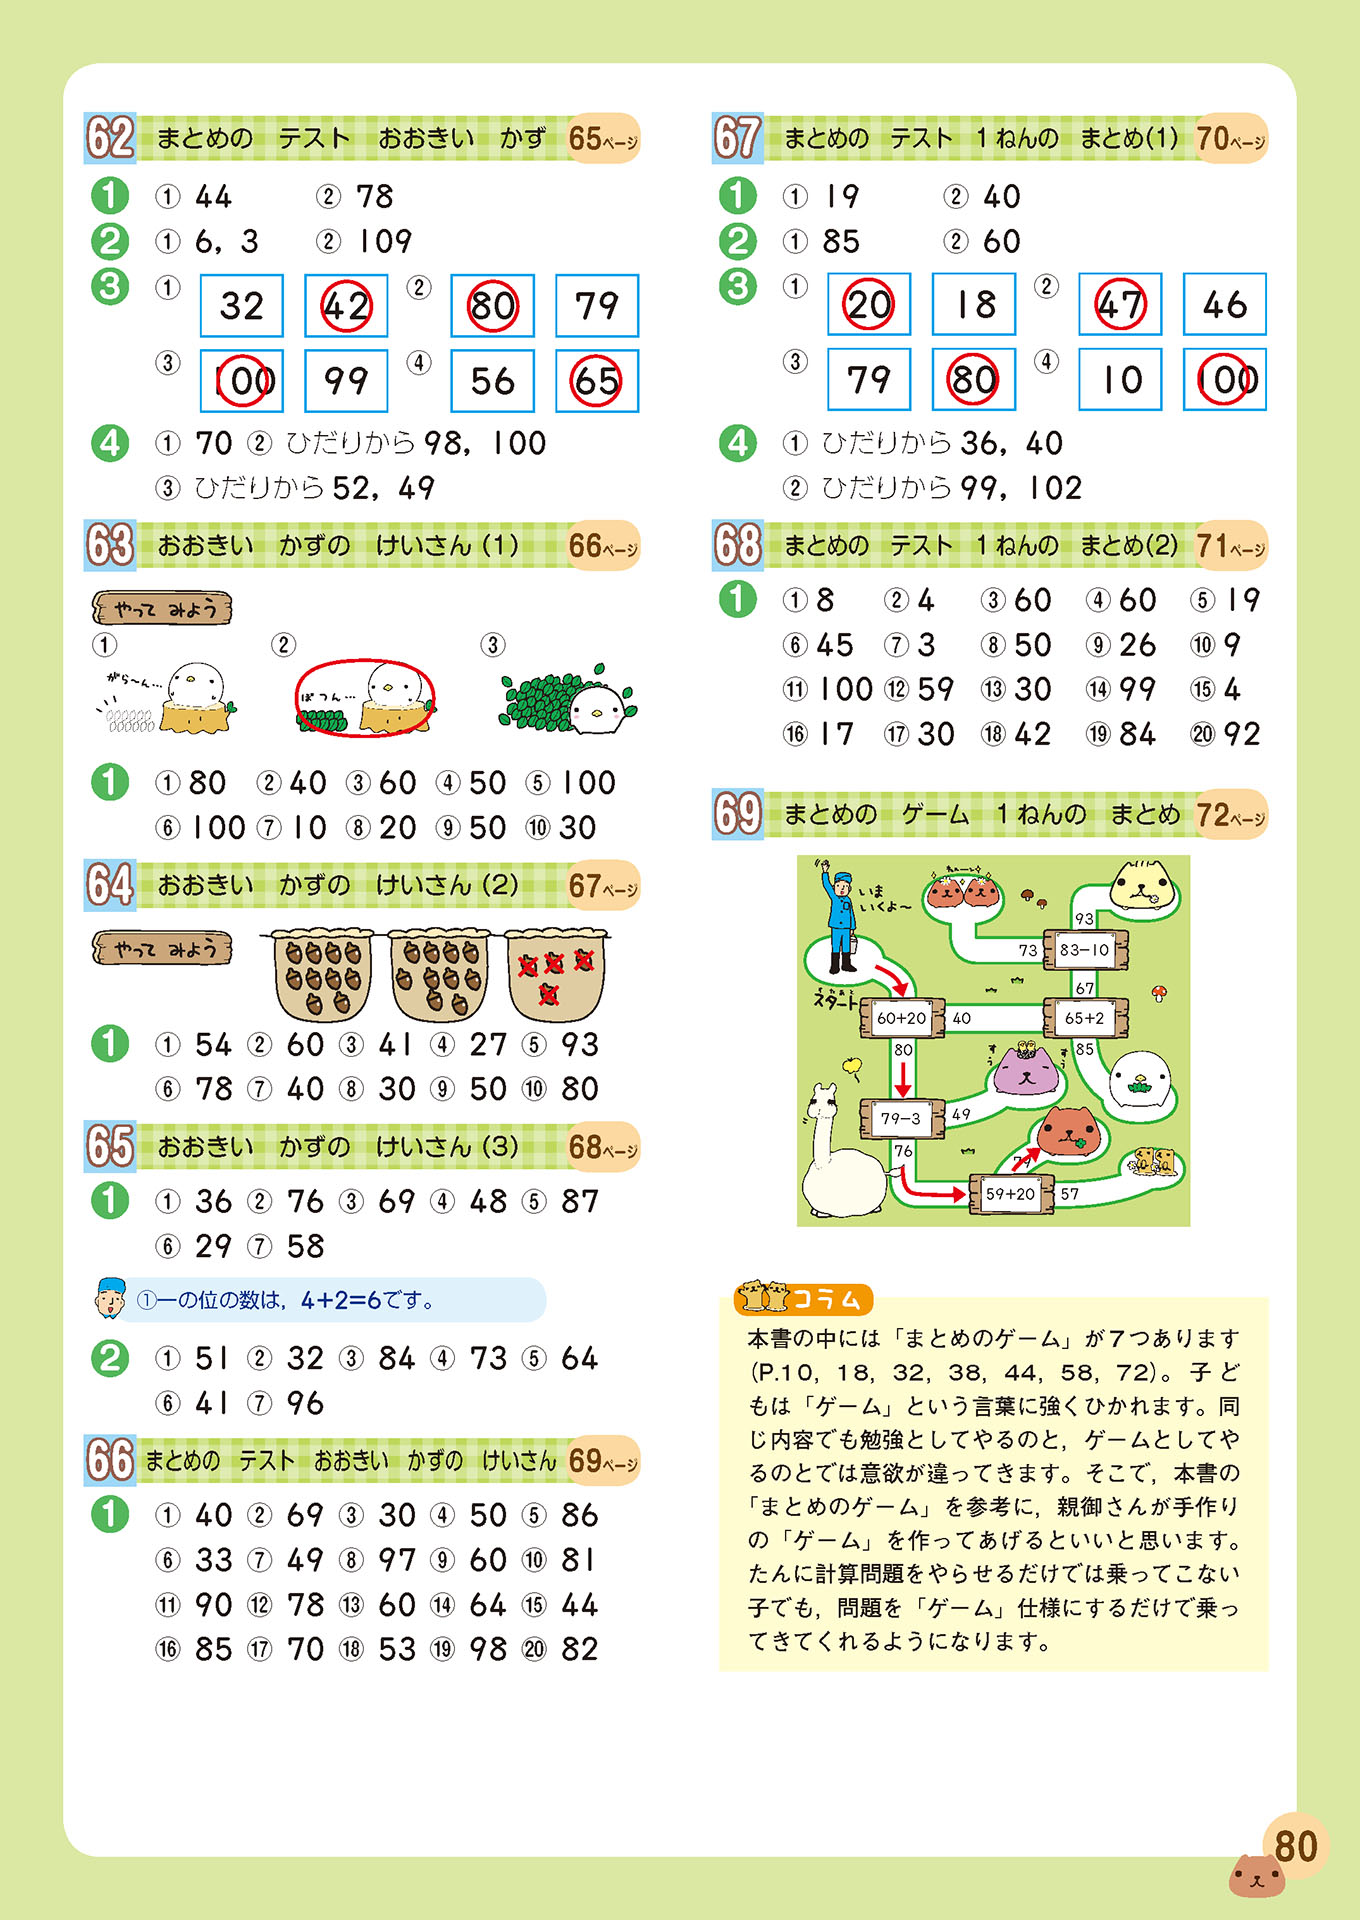 62 まとめの テスト おおきい かず 65ページ
1 ① 44 ② 78
2 ① 6, 3 ② 109
3 ① 32 42 ② 80 79
③ 100 99 ④ 56 65
4 ① 70 ② ひだりから 98, 100
③ ひだりから 52, 49
63 おおきい かずの けいさん(1) 66ページ
やって みよう
① ② ③
がら〜ん…
ぽつん…
1 ① 80 ② 40 ③ 60 ④ 50 ⑤ 100
⑥ 100 ⑦ 10 ⑧ 20 ⑨ 50 ⑩ 30
64 おおきい かずの けいさん(2) 67ページ
やって みよう
1 ① 54 ② 60 ③ 41 ④ 27 ⑤ 93
⑥ 78 ⑦ 40 ⑧ 30 ⑨ 50 ⑩ 80
65 おおきい かずの けいさん(3) 68ページ
1 ① 36 ② 76 ③ 69 ④ 48 ⑤ 87
⑥ 29 ⑦ 58
①一の位の数は, 4+2=6です。
2 ① 51 ② 32 ③ 84 ④ 73 ⑤ 64
⑥ 41 ⑦ 96
66 まとめの テスト おおきい かずの けいさん 69ページ
1 ① 40 ② 69 ③ 30 ④ 50 ⑤ 86
⑥ 33 ⑦ 49 ⑧ 97 ⑨ 60 ⑩ 81
⑪ 90 ⑫ 78 ⑬ 60 ⑭ 64 ⑮ 44
⑯ 85 ⑰ 70 ⑱ 53 ⑲ 98 ⑳ 82
67 まとめの テスト 1ねんの まとめ(1) 70ページ
1 ① 19 ② 40
2 ① 85 ② 60
3 ① 20 18 ② 47 46
③ 79 80 ④ 10 100
4 ① ひだりから 36, 40
② ひだりから 99, 102
68 まとめの テスト 1ねんの まとめ(2) 71ページ
1 ① 8 ② 4 ③ 60 ④ 60 ⑤ 19
⑥ 45 ⑦ 3 ⑧ 50 ⑨ 26 ⑩ 9
⑪ 100 ⑫ 59 ⑬ 30 ⑭ 99 ⑮ 4
⑯ 17 ⑰ 30 ⑱ 42 ⑲ 84 ⑳ 92
69 まとめの ゲーム 1ねんの まとめ 72ページ
いま
いくよ〜
93
73 83−10
67
スタート
60+20 40 65+2
80 85
すぅ すぅ
79−3 49
76 79
59+20 57
コラム
本書の中には「まとめのゲーム」が7つあります
(P.10, 18, 32, 38, 44, 58, 72)。子ど
もは「ゲーム」という言葉に強くひかれます。同
じ内容でも勉強としてやるのと, ゲームとしてや
るのとでは意欲が違ってきます。そこで, 本書の
「まとめのゲーム」を参考に, 親御さんが手作り
の「ゲーム」を作ってあげるといいと思います。
たんに計算問題をやらせるだけでは乗ってこない
子でも, 問題を「ゲーム」仕様にするだけで乗っ
てきてくれるようになります。
80